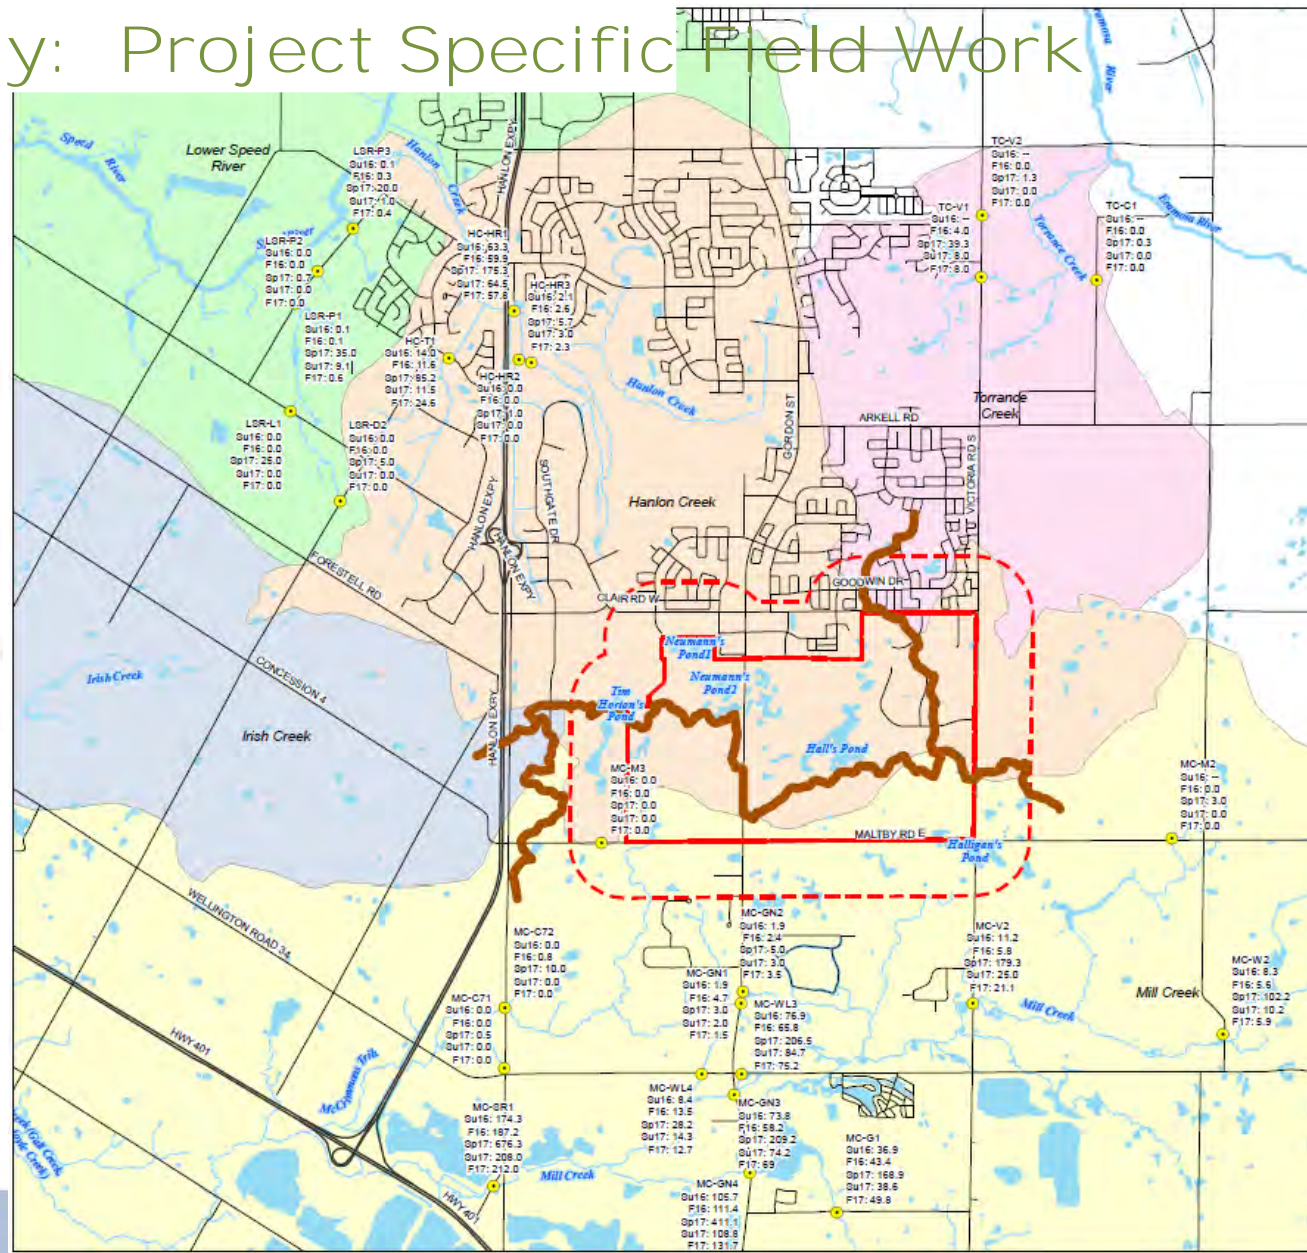 y: Project Specific Field Work
Speed
River
Lower Speed
River
LSR-P3
Su16: 0.1
F16: 0.3
Sp17: 20.0
Su17: 1.0
F17: 0.4
Hanlon
Creek
HANLON EXPY
River
TC-V2
Su16: --
F16: 0.0
Sp17: 1.3
Su17: 0.0
F17: 0.0
TC-V1
Su16: --
F16: 4.0
Sp17: 39.3
Su17: 8.0
F17: 8.0
TC-C1
Su16: --
F16: 0.0
Sp17: 0.3
Su17: 0.0
F17: 0.0
Eramosa River
Torrance Creek
LSR-P2
Su16: 0.0
F16: 0.0
Sp17: 0.7
Su17: 0.0
F17: 0.0
HC-HR1
Su16: 63.3
F16: 59.9
Sp17: 175.3
Su17: 64.5
F17: 57.8
HC-HR3
Su16: 2.1
F16: 2.6
Sp17: 5.7
Su17: 3.0
F17: 2.3
LSR-P1
Su16: 0.1
F16: 0.1
Sp17: 35.0
Su17: 9.1
F17: 0.6
HC-T1
Su16: 14.0
F16: 11.6
Sp17: 85.2
Su17: 11.5
F17: 24.6
HC-HR2
Su16: 0.0
F16: 0.0
Sp17: 1.0
Su17: 0.0
F17: 0.0
Hanlon
Creek
GORDON ST
ARKELL RD
Torrance
Creek
VICTORIA RD S
LSR-L1
Su16: 0.0
F16: 0.0
Sp17: 25.0
Su17: 0.0
F17: 0.0
LSR-D2
Su16: 0.0
F16: 0.0
Sp17: 5.0
Su17: 0.0
F17: 0.0
HANLON EXPY
SOUTHGATE DR
HANLON EXPY
Hanlon Creek
FORESTELL RD
CLAIR RD W
GOODWIN DR
Neumann's
Pond1
Neumann's
Pond2
Irish Creek
CONCESSION 4
Tim
Horton's
Pond
HANLON EXPY
Irish Creek
Hall's Pond
MC-M3
Su16: 0.0
F16: 0.0
Sp17: 0.0
Su17: 0.0
F17: 0.0
MC-M2
Su16: --
F16: 0.0
Sp17: 3.0
Su17: 0.0
F17: 0.0
MALTBY RD E
Halligan's
Pond
WELLINGTON ROAD 34
MC-C72
Su16: 0.0
F16: 0.8
Sp17: 10.0
Su17: 0.0
F17: 0.0
MC-GN2
Su16: 1.9
F16: 2.4
Sp17: 5.0
Su17: 3.0
F17: 3.5
MC-V2
Su16: 11.2
F16: 5.8
Sp17: 179.3
Su17: 25.0
F17: 21.1
MC-W2
Su16: 8.3
F16: 5.6
Sp17: 102.2
Su17: 10.2
F17: 5.9
MC-GN1
Su16: 1.9
F16: 4.7
Sp17: 3.0
Su17: 2.0
F17: 1.5
MC-C71
Su16: 0.0
F16: 0.0
Sp17: 0.5
Su17: 0.0
F17: 0.0
MC-WL3
Su16: 76.9
F16: 65.8
Sp17: 206.5
Su17: 84.7
F17: 75.2
Mill Creek
Mill Creek
HWY 401
McCrimmons Trib.
MC-WL4
Su16: 8.4
F16: 13.5
Sp17: 28.2
Su17: 14.3
F17: 12.7
MC-GN3
Su16: 73.8
F16: 58.2
Sp17: 209.2
Su17: 74.2
F17: 69
MC-SR1
Su16: 174.3
F16: 187.2
Sp17: 676.3
Su17: 208.0
F17: 212.0
MC-G1
Su16: 36.9
F16: 43.4
Sp17: 168.9
Su17: 38.6
F17: 49.8
Mill Creek
MC-GN4
Su16: 105.7
F16: 111.4
Sp17: 411.1
Su17: 108.8
F17: 131.7
HWY 401